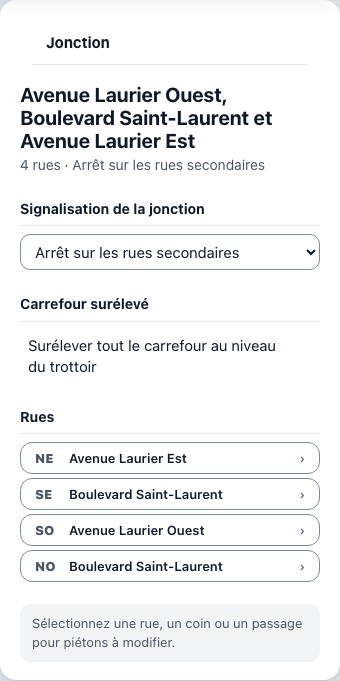 Jonction
Avenue Laurier Ouest,
Boulevard Saint-Laurent et
Avenue Laurier Est
4 rues · Arrêt sur les rues secondaires
Signalisation de la jonction
Arrêt sur les rues secondaires
Carrefour surélevé
Surélever tout le carrefour au niveau
du trottoir
Rues
NE Avenue Laurier Est ›
SE Boulevard Saint-Laurent ›
SO Avenue Laurier Ouest ›
NO Boulevard Saint-Laurent ›
Sélectionnez une rue, un coin ou un passage
pour piétons à modifier.